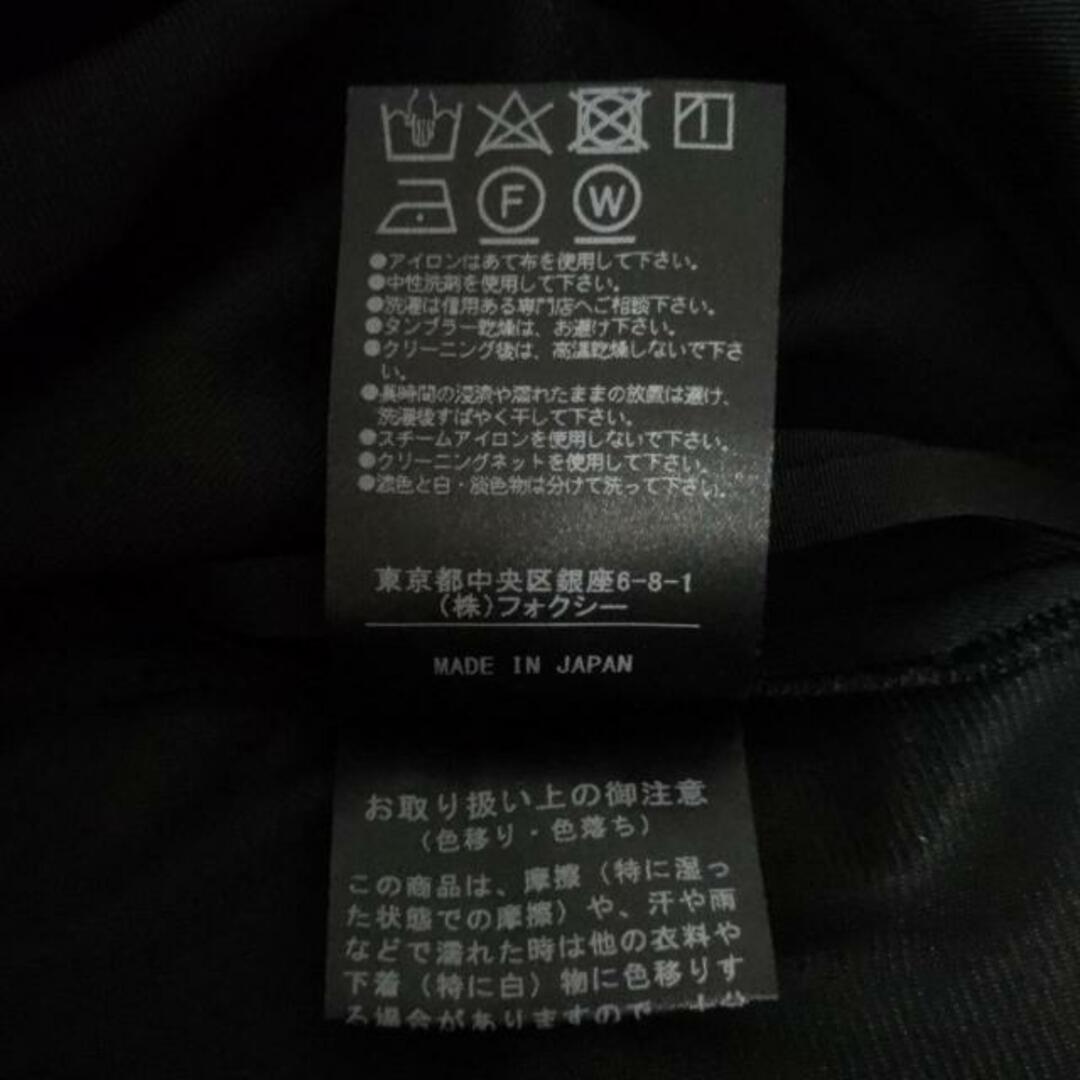 F W
●アイロンはあて布を使用して下さい。
●中性洗剤を使用して下さい。
●洗濯は信用ある専門店へご相談下さい。
●タンブラー乾燥は、お避け下さい。
●クリーニング後は、高温乾燥しないで下さ
い。
●長時間の浸漬や濡れたままの放置は避け、
洗濯後すばやく干して下さい。
●スチームアイロンを使用しないで下さい。
●クリーニングネットを使用して下さい。
●濃色と白・淡色物は分けて洗って下さい。
東京都中央区銀座6-8-1
(株)フォクシー
MADE IN JAPAN
お取り扱い上の御注意
(色移り・色落ち)
この商品は、摩擦(特に湿っ
た状態での摩擦)や、汗や雨
などで濡れた時は他の衣料や
下着(特に白)物に色移りす
る場合がありますので、十分